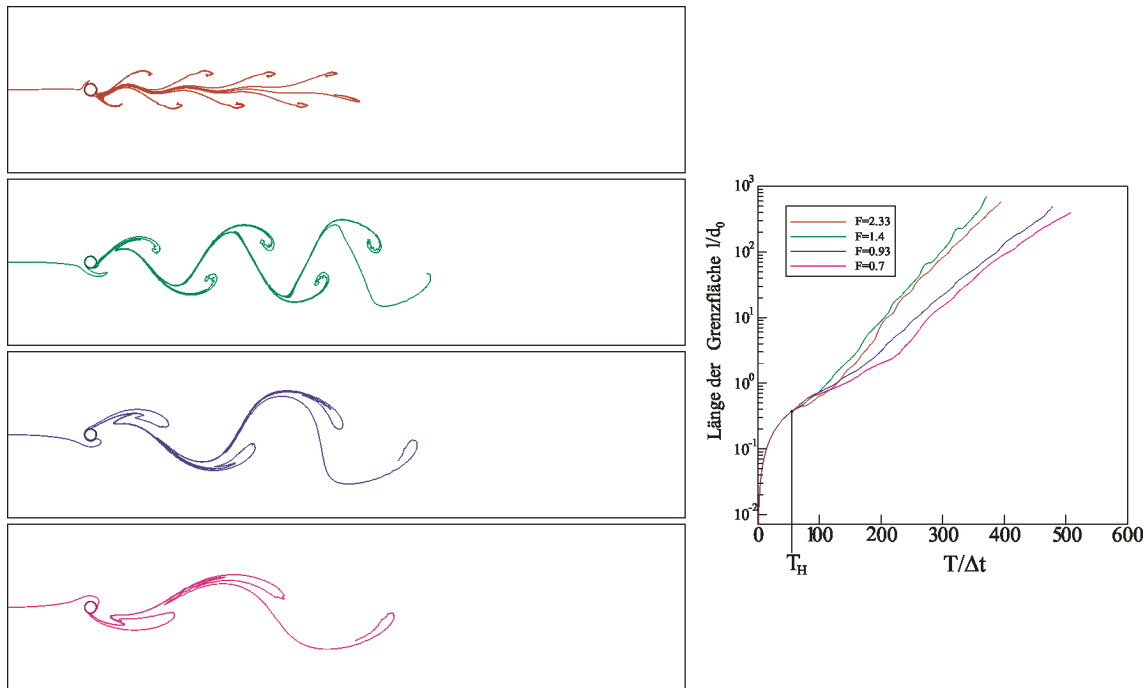 10³
10²
10¹
10⁰
10⁻¹
10⁻²
Länge der Grenzfläche l/d₀
F=2.33
F=1.4
F=0.93
F=0.7
0 100 200 300 400 500 600
T_H
T/Δt